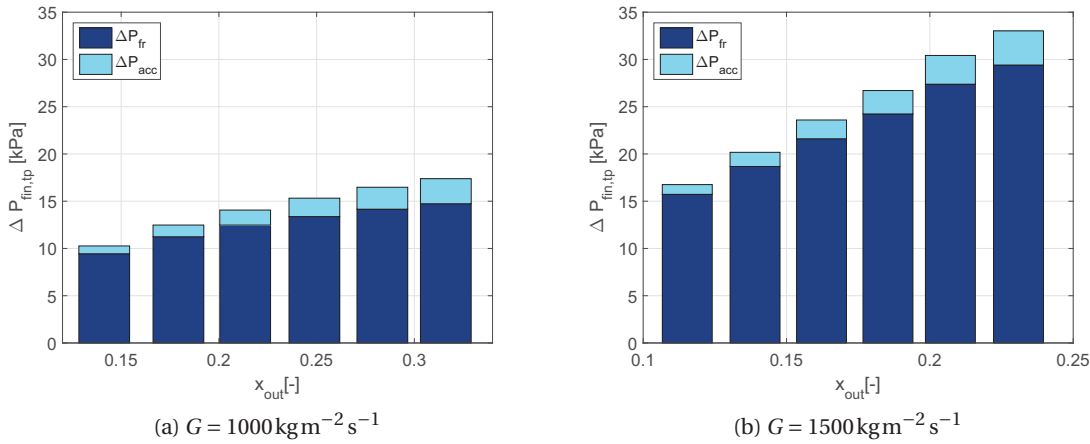 35
30
25
20
15
10
5
0
Δ P_fin,tp [kPa]
ΔP_fr
ΔP_acc
0.15
0.2
0.25
0.3
x_out[-]
(a) G = 1000 kg m⁻² s⁻¹
35
30
25
20
15
10
5
0
Δ P_fin,tp [kPa]
ΔP_fr
ΔP_acc
0.1
0.15
0.2
0.25
x_out[-]
(b) G = 1500 kg m⁻² s⁻¹